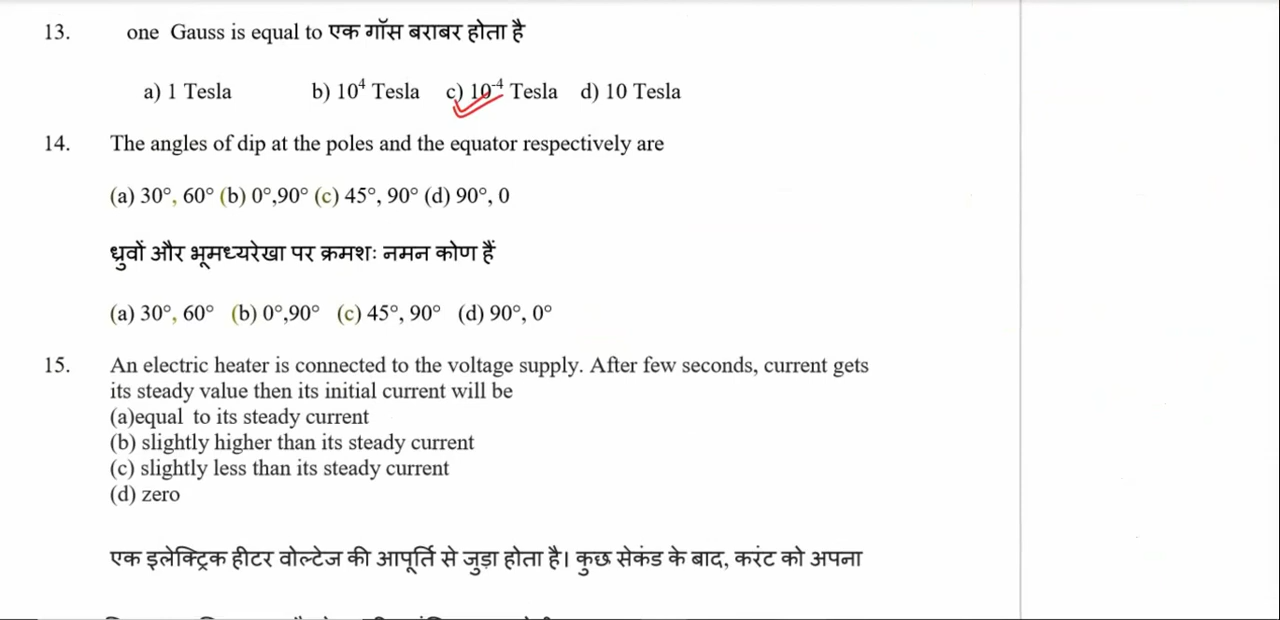 13. one Gauss is equal to एक गॉस बराबर होता है
a) 1 Tesla b) 10⁴ Tesla c) 10⁻⁴ Tesla d) 10 Tesla
14. The angles of dip at the poles and the equator respectively are
(a) 30°, 60° (b) 0°,90° (c) 45°, 90° (d) 90°, 0
ध्रुवों और भूमध्यरेखा पर क्रमशः नमन कोण हैं
(a) 30°, 60° (b) 0°,90° (c) 45°, 90° (d) 90°, 0°
15. An electric heater is connected to the voltage supply. After few seconds, current gets
its steady value then its initial current will be
(a)equal to its steady current
(b) slightly higher than its steady current
(c) slightly less than its steady current
(d) zero
एक इलेक्ट्रिक हीटर वोल्टेज की आपूर्ति से जुड़ा होता है। कुछ सेकंड के बाद, करंट को अपना